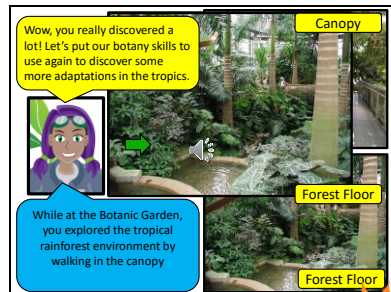 Wow, you really discovered a
lot! Let's put our botany skills to
use again to discover some
more adaptations in the tropics.
Canopy
While at the Botanic Garden,
you explored the tropical
rainforest environment by
walking in the canopy
Forest Floor
Forest Floor